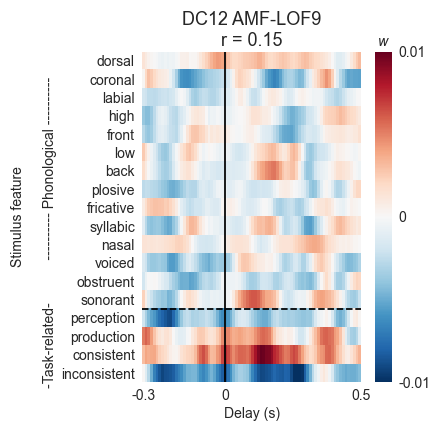 DC12 AMF-LOF9
r = 0.15
w
dorsal
coronal
labial
high
front
low
back
plosive
fricative
syllabic
nasal
voiced
obstruent
sonorant
perception
production
consistent
inconsistent
Stimulus feature
-Task-related- ---------- Phonological ----------
0.01
0
-0.01
-0.3 0 0.5
Delay (s)